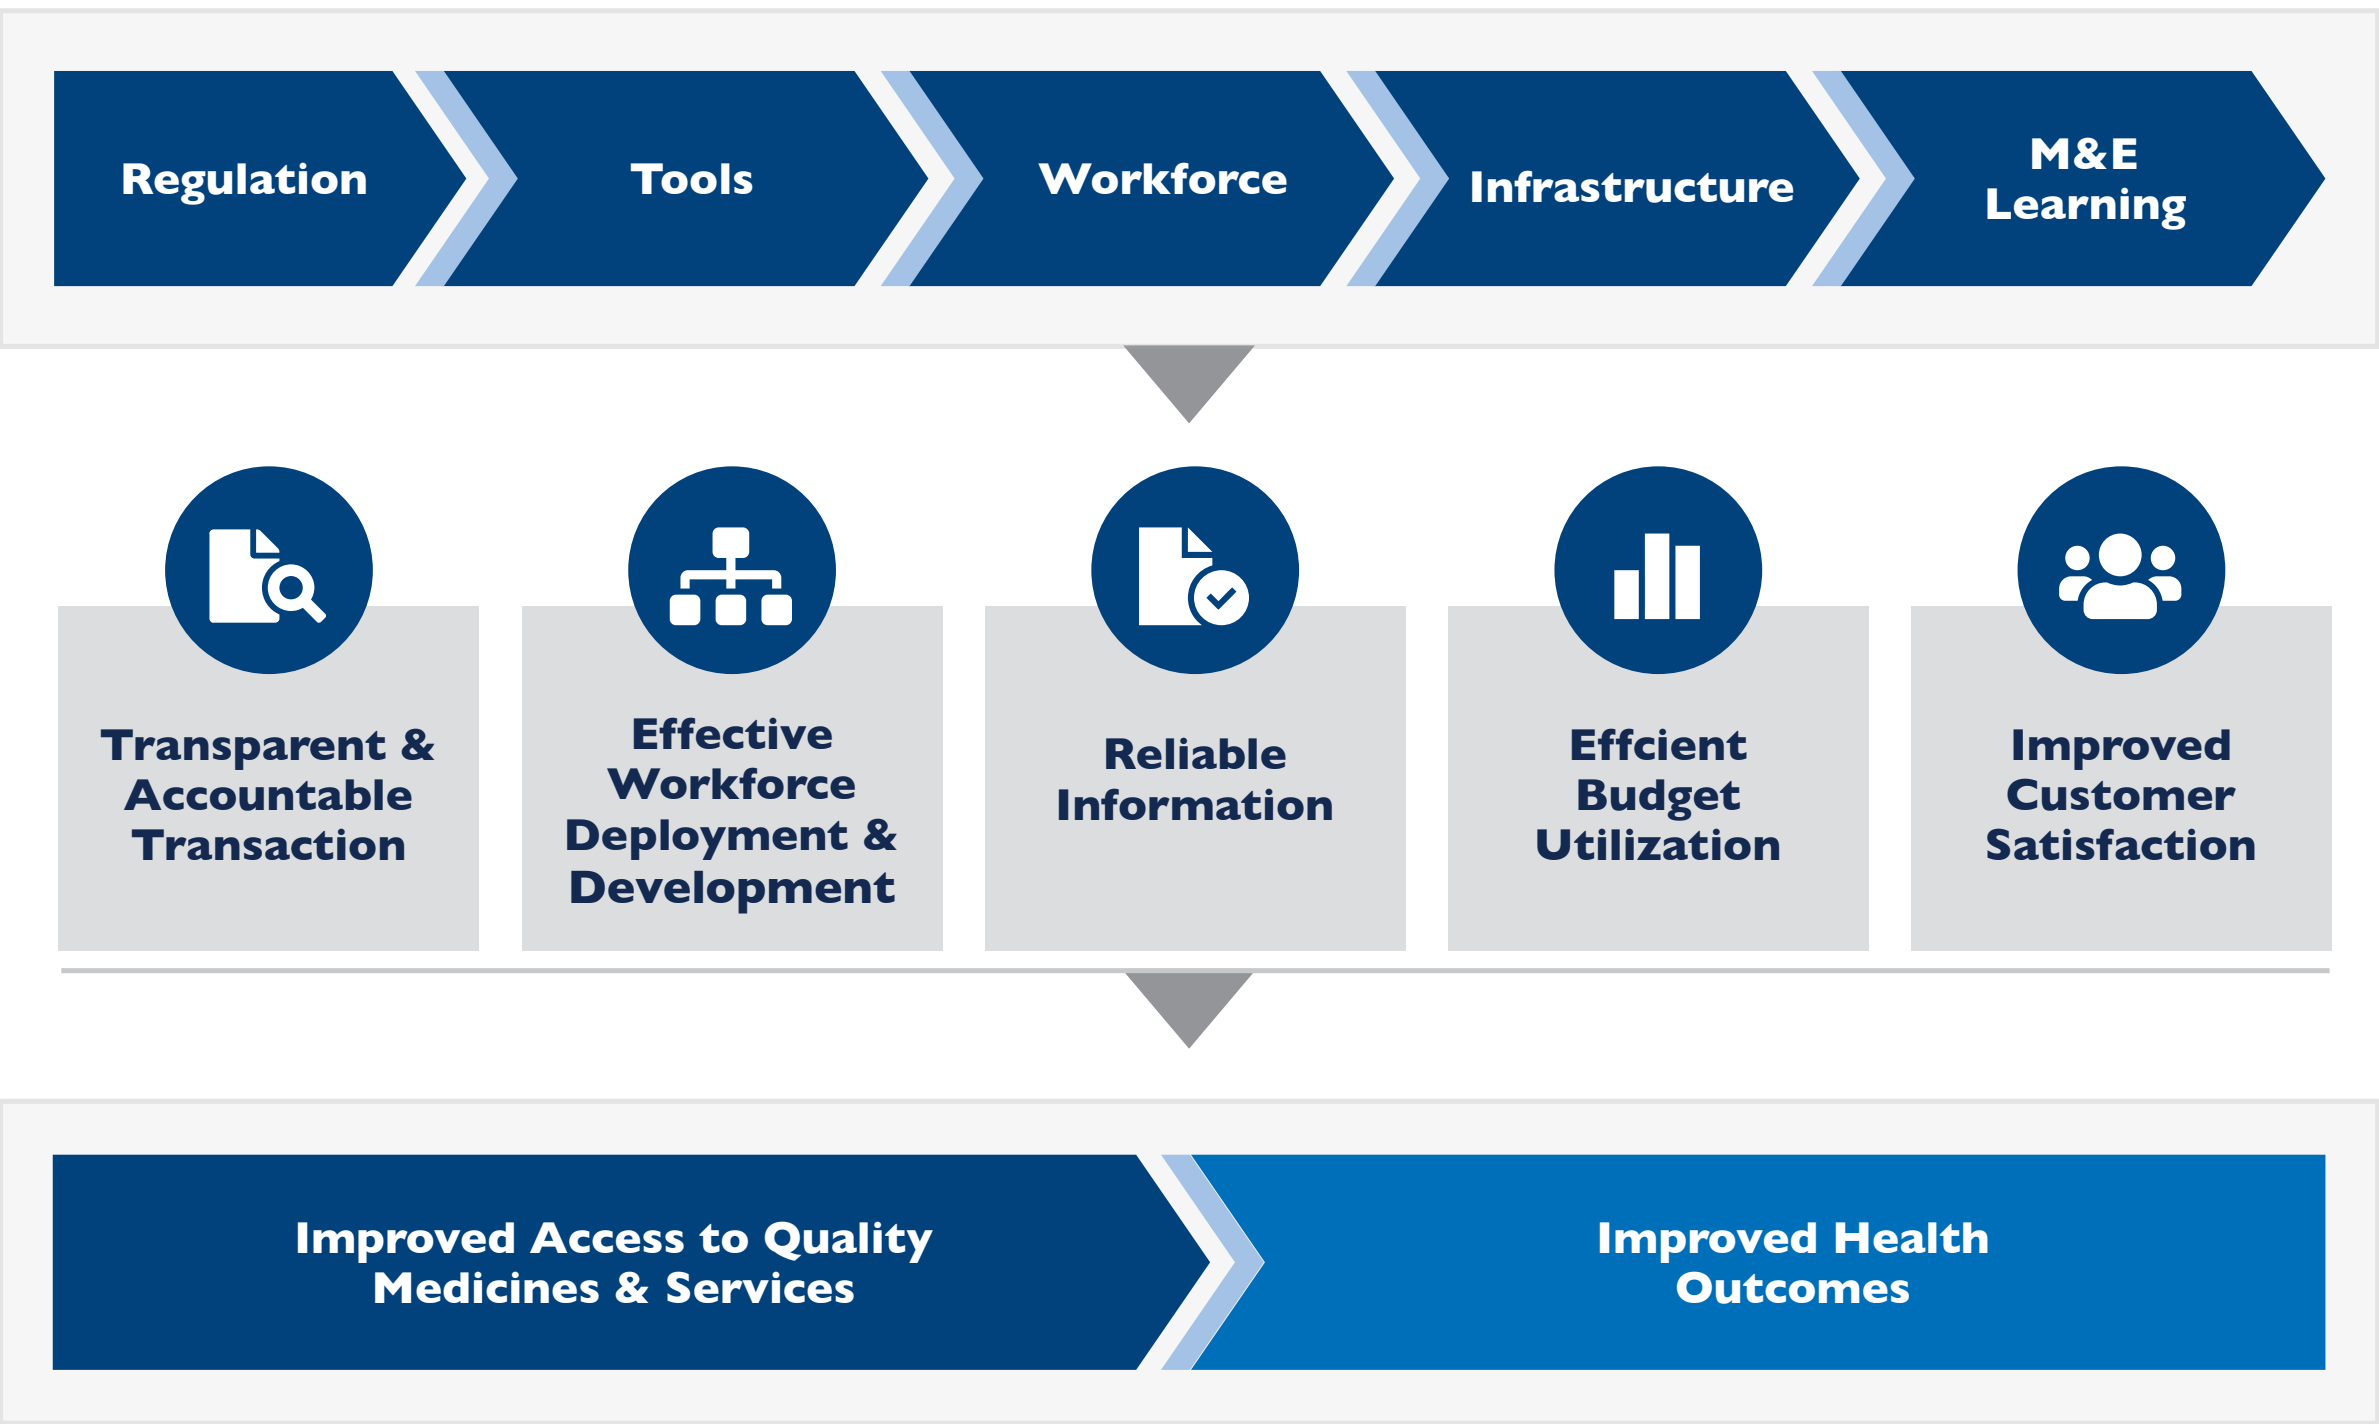 Regulation
Tools
Workforce
Infrastructure
M&E
Learning
Transparent &
Accountable
Transaction
Effective
Workforce
Deployment &
Development
Reliable
Information
Effcient
Budget
Utilization
Improved
Customer
Satisfaction
Improved Access to Quality
Medicines & Services
Improved Health
Outcomes